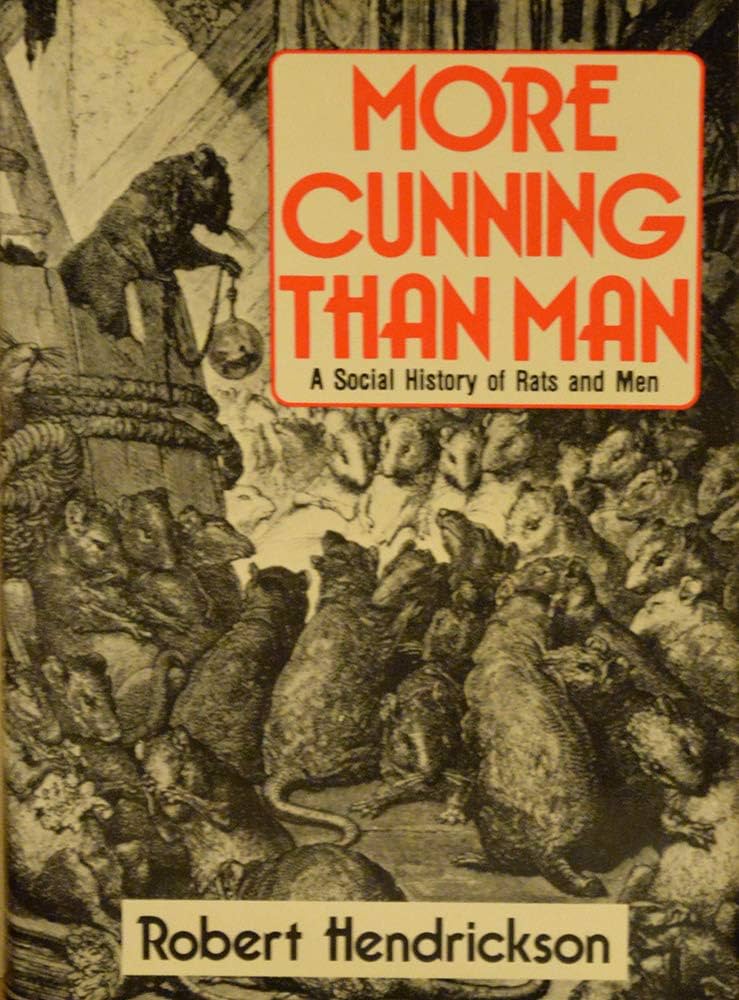 MORE
CUNNING
THAN MAN
A Social History of Rats and Men
Robert Hendrickson